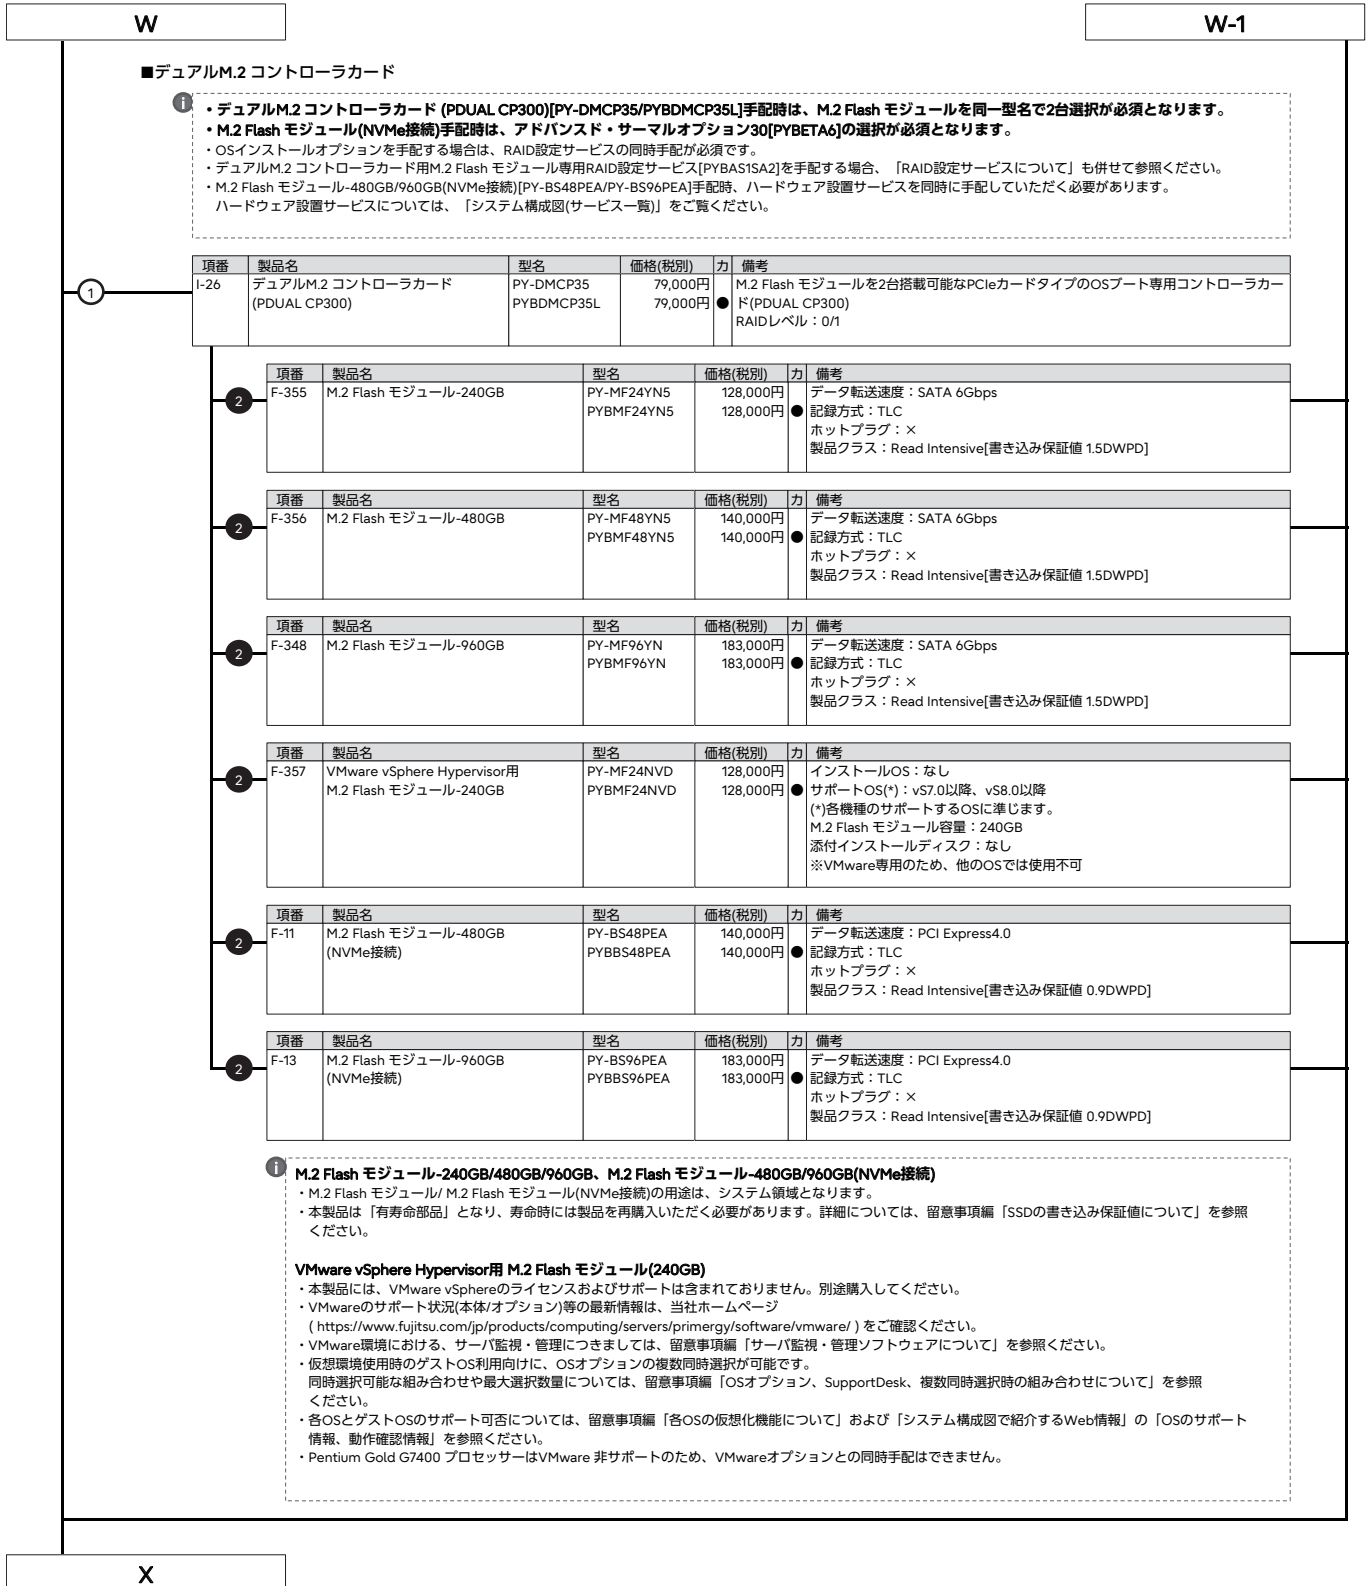 W
W-1
■デュアルM.2 コントローラカード
・デュアルM.2 コントローラカード (PDUAL CP300)[PY-DMCP35/PYBDMCP35L]手配時は、M.2 Flash モジュールを同一型名で2台選択が必須となります。
・M.2 Flash モジュール(NVMe接続)手配時は、アドバンスド・サーマルオプション30[PYBETA6]の選択が必須となります。
・OSインストールオプションを手配する場合は、RAID設定サービスの同時手配が必須です。
・デュアルM.2 コントローラカード用M.2 Flash モジュール専用RAID設定サービス[PYBAS1SA2]を手配する場合、「RAID設定サービスについて」も併せて参照ください。
・M.2 Flash モジュール-480GB/960GB(NVMe接続)[PY-BS48PEA/PY-BS96PEA]手配時、ハードウェア設置サービスを同時に手配していただく必要があります。
ハードウェア設置サービスについては、「システム構成図(サービス一覧)」をご覧ください。
項番 製品名 型名 価格(税別) カ 備考
1 I-26 デュアルM.2 コントローラカード PY-DMCP35 79,000円 M.2 Flash モジュールを2台搭載可能なPCIeカードタイプのOSブート専用コントローラカー
(PDUAL CP300) PYBDMCP35L 79,000円 ● ド(PDUAL CP300)
RAIDレベル：0/1
項番 製品名 型名 価格(税別) カ 備考
2 F-355 M.2 Flash モジュール-240GB PY-MF24YN5 128,000円 データ転送速度：SATA 6Gbps
PYBMF24YN5 128,000円 ● 記録方式：TLC
ホットプラグ：×
製品クラス：Read Intensive[書き込み保証値 1.5DWPD]
項番 製品名 型名 価格(税別) カ 備考
2 F-356 M.2 Flash モジュール-480GB PY-MF48YN5 140,000円 データ転送速度：SATA 6Gbps
PYBMF48YN5 140,000円 ● 記録方式：TLC
ホットプラグ：×
製品クラス：Read Intensive[書き込み保証値 1.5DWPD]
項番 製品名 型名 価格(税別) カ 備考
2 F-348 M.2 Flash モジュール-960GB PY-MF96YN 183,000円 データ転送速度：SATA 6Gbps
PYBMF96YN 183,000円 ● 記録方式：TLC
ホットプラグ：×
製品クラス：Read Intensive[書き込み保証値 1.5DWPD]
項番 製品名 型名 価格(税別) カ 備考
2 F-357 VMware vSphere Hypervisor用 PY-MF24NVD 128,000円 インストールOS：なし
M.2 Flash モジュール-240GB PYBMF24NVD 128,000円 ● サポートOS(*)：vS7.0以降、vS8.0以降
(*)各機種のサポートするOSに準じます。
M.2 Flash モジュール容量：240GB
添付インストールディスク：なし
※VMware専用のため、他のOSでは使用不可
項番 製品名 型名 価格(税別) カ 備考
2 F-11 M.2 Flash モジュール-480GB PY-BS48PEA 140,000円 データ転送速度：PCI Express4.0
(NVMe接続) PYBBS48PEA 140,000円 ● 記録方式：TLC
ホットプラグ：×
製品クラス：Read Intensive[書き込み保証値 0.9DWPD]
項番 製品名 型名 価格(税別) カ 備考
2 F-13 M.2 Flash モジュール-960GB PY-BS96PEA 183,000円 データ転送速度：PCI Express4.0
(NVMe接続) PYBBS96PEA 183,000円 ● 記録方式：TLC
ホットプラグ：×
製品クラス：Read Intensive[書き込み保証値 0.9DWPD]
M.2 Flash モジュール-240GB/480GB/960GB、M.2 Flash モジュール-480GB/960GB(NVMe接続)
・M.2 Flash モジュール/ M.2 Flash モジュール(NVMe接続)の用途は、システム領域となります。
・本製品は「有寿命部品」となり、寿命時には製品を再購入いただく必要があります。詳細については、留意事項編「SSDの書き込み保証値について」を参照
ください。
VMware vSphere Hypervisor用 M.2 Flash モジュール(240GB)
・本製品には、VMware vSphereのライセンスおよびサポートは含まれておりません。別途購入してください。
・VMwareのサポート状況(本体/オプション)等の最新情報は、当社ホームページ
( https://www.fujitsu.com/jp/products/computing/servers/primergy/software/vmware/ ) をご確認ください。
・VMware環境における、サーバ監視・管理につきましては、留意事項編「サーバ監視・管理ソフトウェアについて」を参照ください。
・仮想環境使用時のゲストOS利用向けに、OSオプションの複数同時選択が可能です。
同時選択可能な組み合わせや最大選択数量については、留意事項編「OSオプション、SupportDesk、複数同時選択時の組み合わせについて」を参照
ください。
・各OSとゲストOSのサポート可否については、留意事項編「各OSの仮想化機能について」および「システム構成図で紹介するWeb情報」の「OSのサポート
情報、動作確認情報」を参照ください。
・Pentium Gold G7400 プロセッサーはVMware 非サポートのため、VMwareオプションとの同時手配はできません。
X